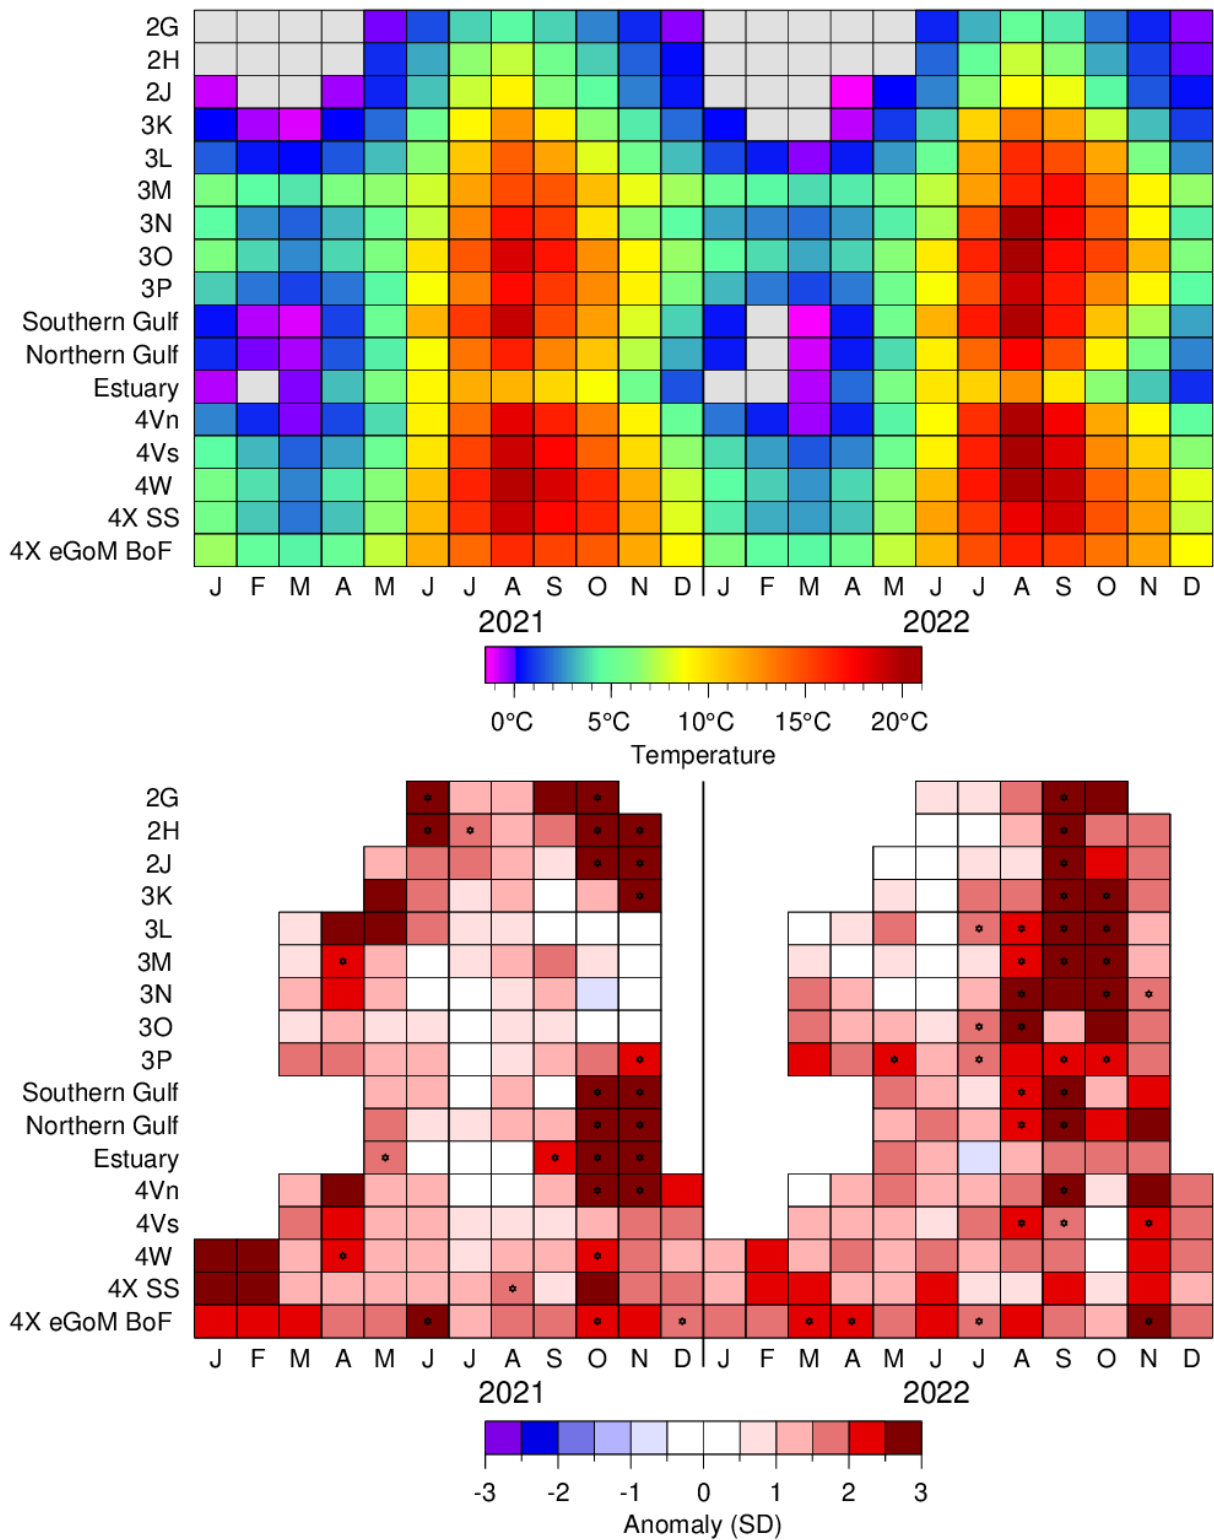 2G
2H
2J
3K
3L
3M
3N
3O
3P
Southern Gulf
Northern Gulf
Estuary
4Vn
4Vs
4W
4X SS
4X eGoM BoF
J F M A M J J A S O N D J F M A M J J A S O N D
2021 2022
0°C 5°C 10°C 15°C 20°C
Temperature
2G
2H
2J
3K
3L
3M
3N
3O
3P
Southern Gulf
Northern Gulf
Estuary
4Vn
4Vs
4W
4X SS
4X eGoM BoF
J F M A M J J A S O N D J F M A M J J A S O N D
2021 2022
-3 -2 -1 0 1 2 3
Anomaly (SD)